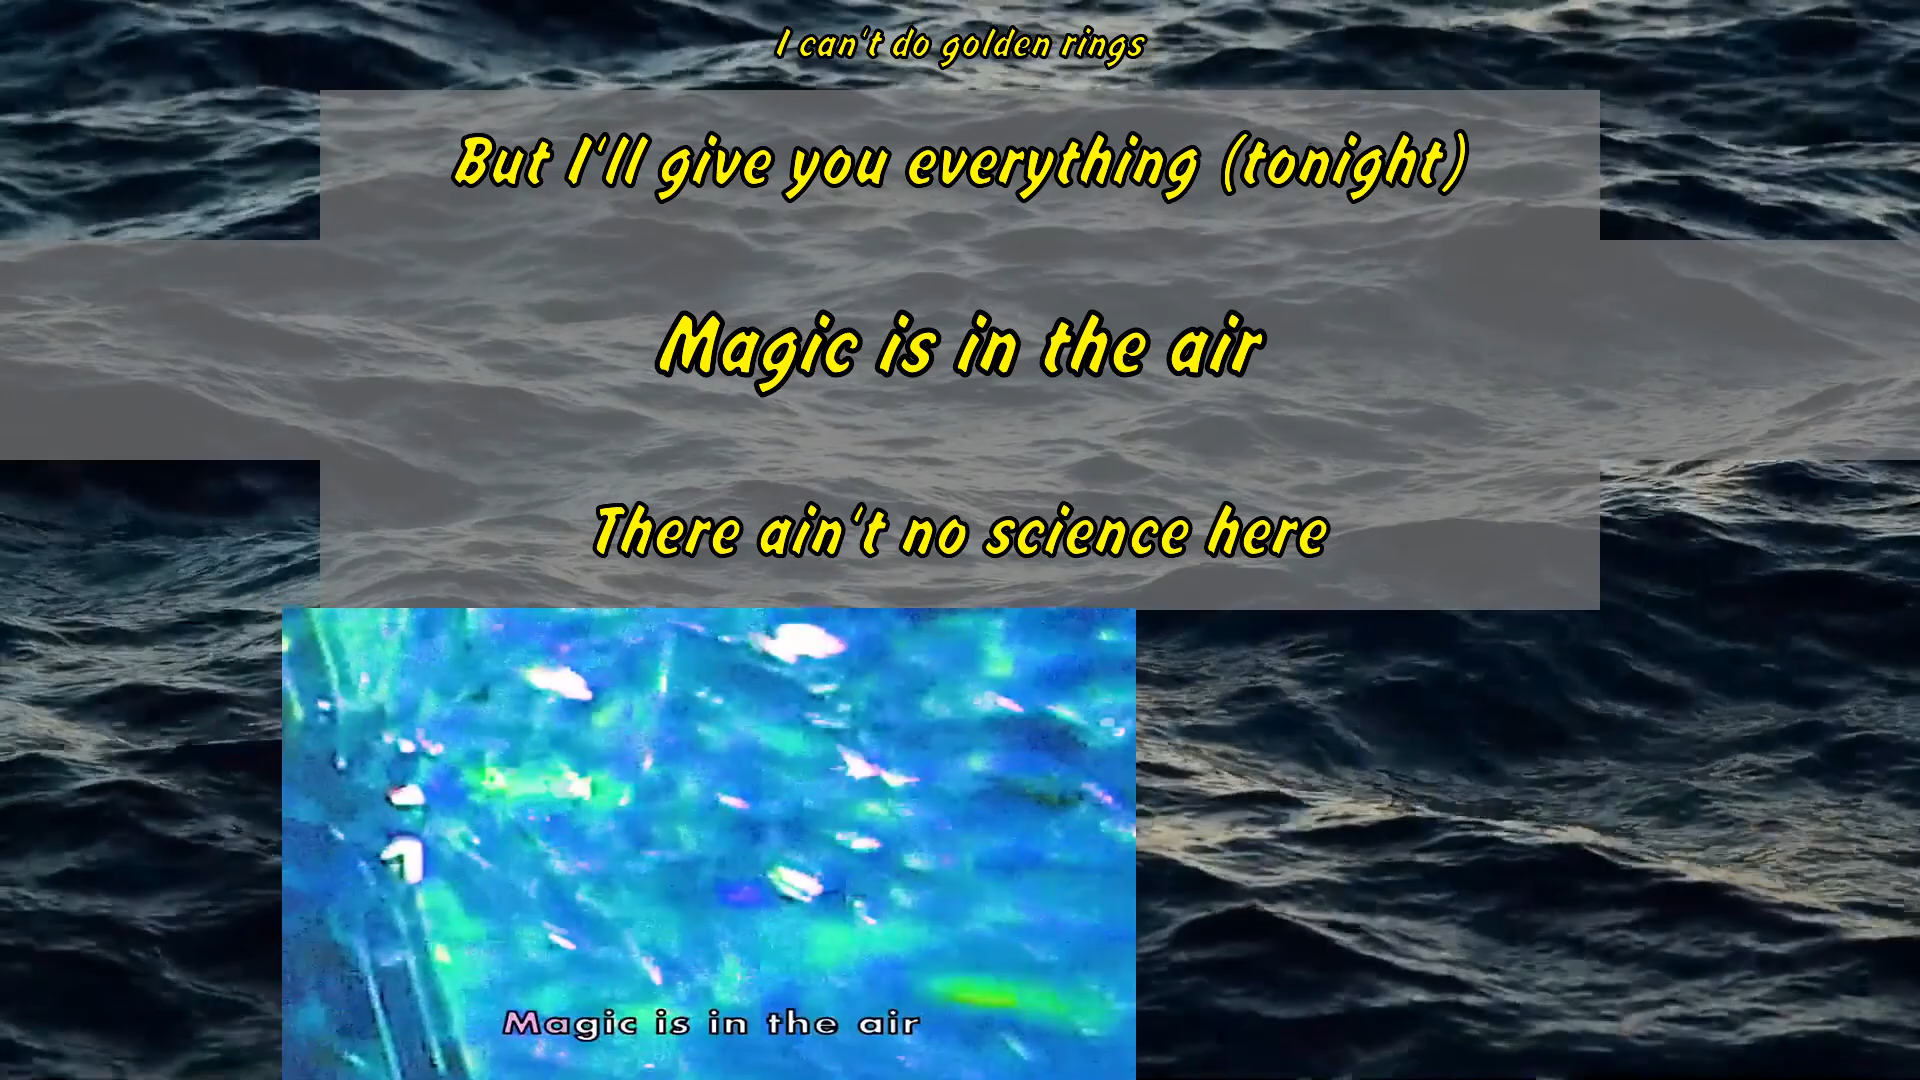 I can't do golden rings
But I'll give you everything (tonight)
Magic is in the air
There ain't no science here
Magic is in the air